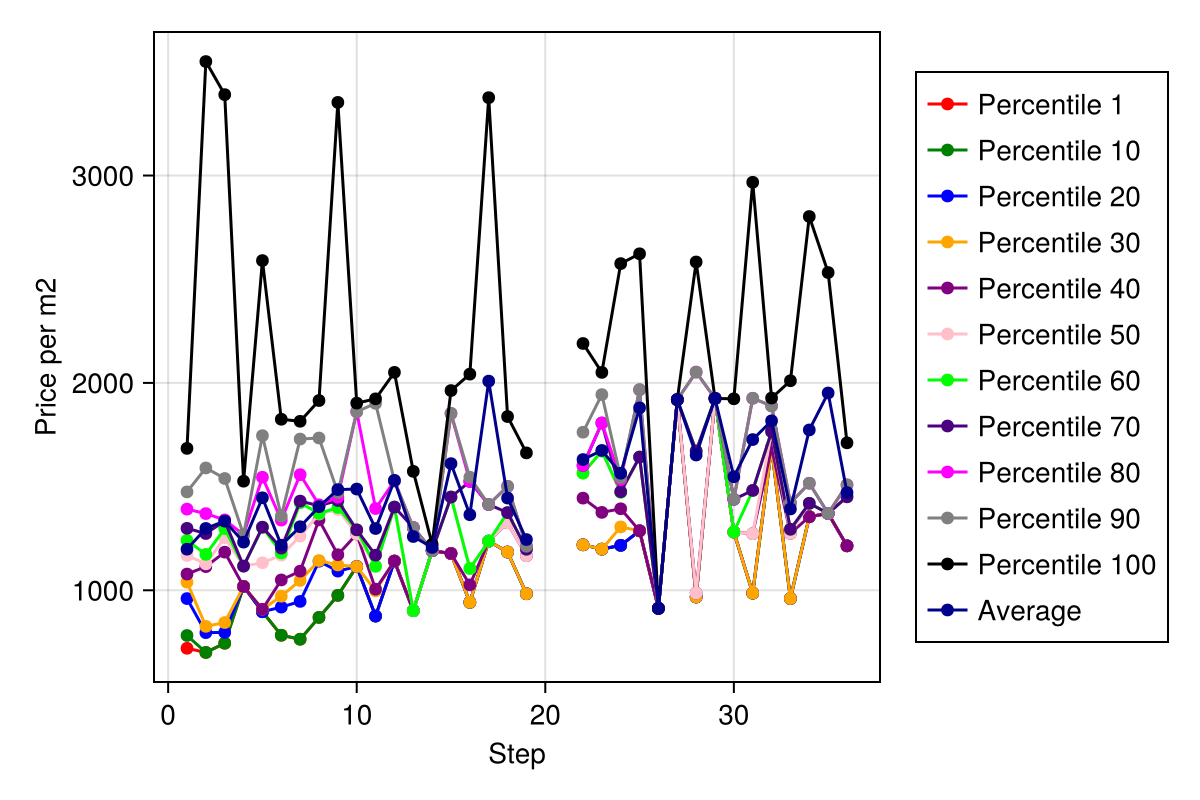 3000
2000
1000
Price per m2
0 10 20 30
Step
Percentile 1
Percentile 10
Percentile 20
Percentile 30
Percentile 40
Percentile 50
Percentile 60
Percentile 70
Percentile 80
Percentile 90
Percentile 100
Average